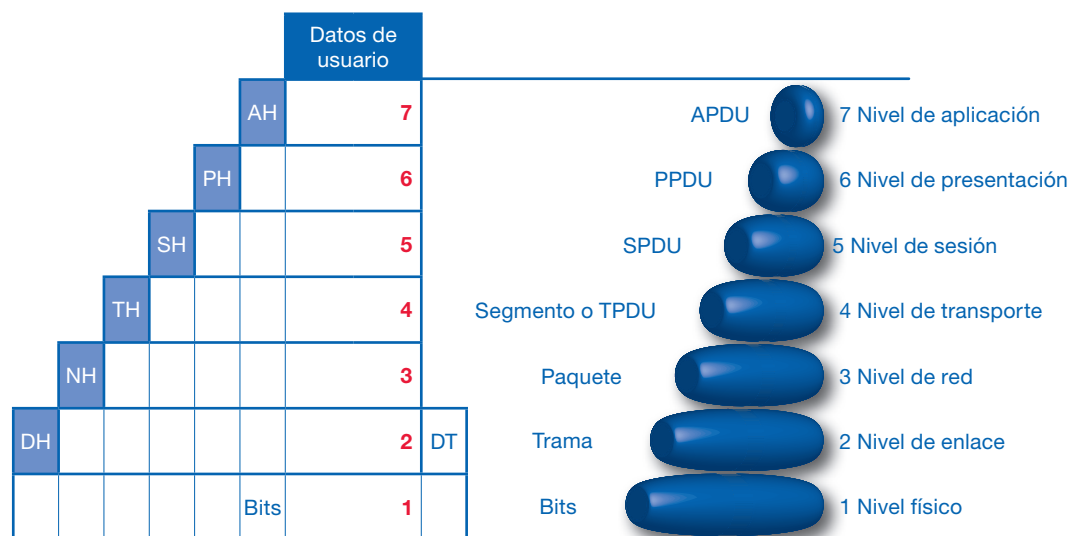 Datos de
usuario
AH 7 APDU 7 Nivel de aplicación
PH 6 PPDU 6 Nivel de presentación
SH 5 SPDU 5 Nivel de sesión
TH 4 Segmento o TPDU 4 Nivel de transporte
NH 3 Paquete 3 Nivel de red
DH 2 DT Trama 2 Nivel de enlace
Bits 1 Bits 1 Nivel físico